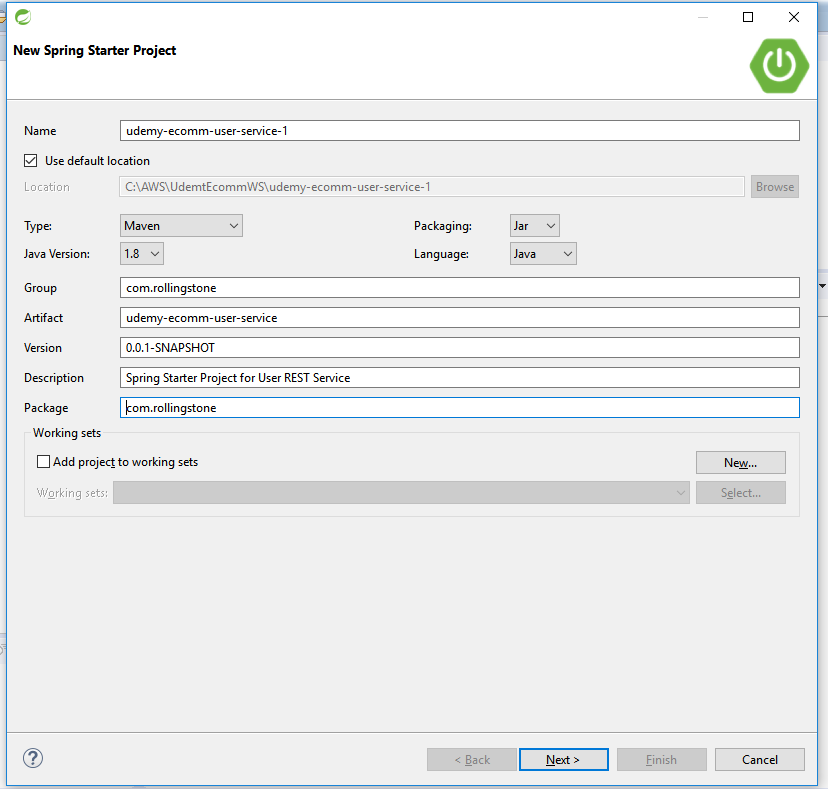 New Spring Starter Project
Name udemy-ecomm-user-service-1
Use default location
Location C:\AWS\UdemtEcommWS\udemy-ecomm-user-service-1 Browse
Type: Maven Packaging: Jar
Java Version: 1.8 Language: Java
Group com.rollingstone
Artifact udemy-ecomm-user-service
Version 0.0.1-SNAPSHOT
Description Spring Starter Project for User REST Service
Package com.rollingstone
Working sets
Add project to working sets New...
Working sets: Select...
? < Back Next > Finish Cancel